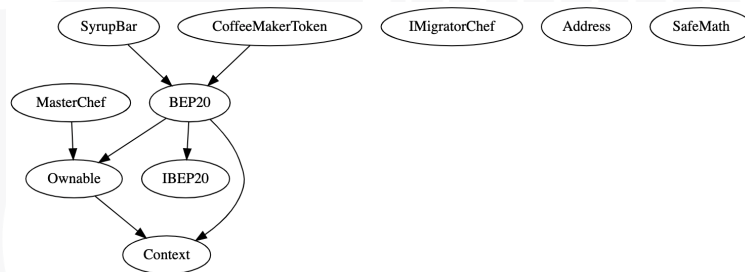 SyrupBar
CoffeeMakerToken
IMigratorChef
Address
SafeMath
MasterChef
BEP20
Ownable
IBEP20
Context